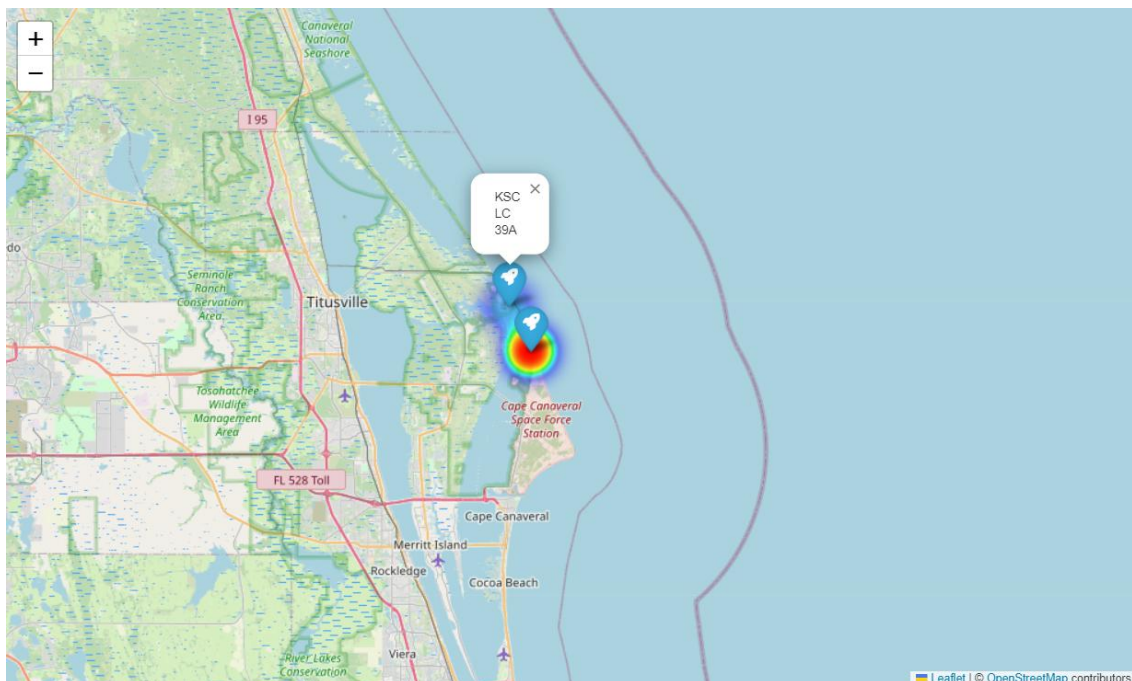 +
−
Canaveral
National
Seashore
I 95
×
KSC
LC
39A
Seminole
Ranch
Conservation
Area
Titusville
Tosohatchee
Wildlife
Management
Area
Cape Canaveral
Space Force
Station
FL 528 Toll
Cape Canaveral
Merritt Island
Rockledge
Cocoa Beach
Viera
River Lakes
Conservation
Leaflet | © OpenStreetMap contributors